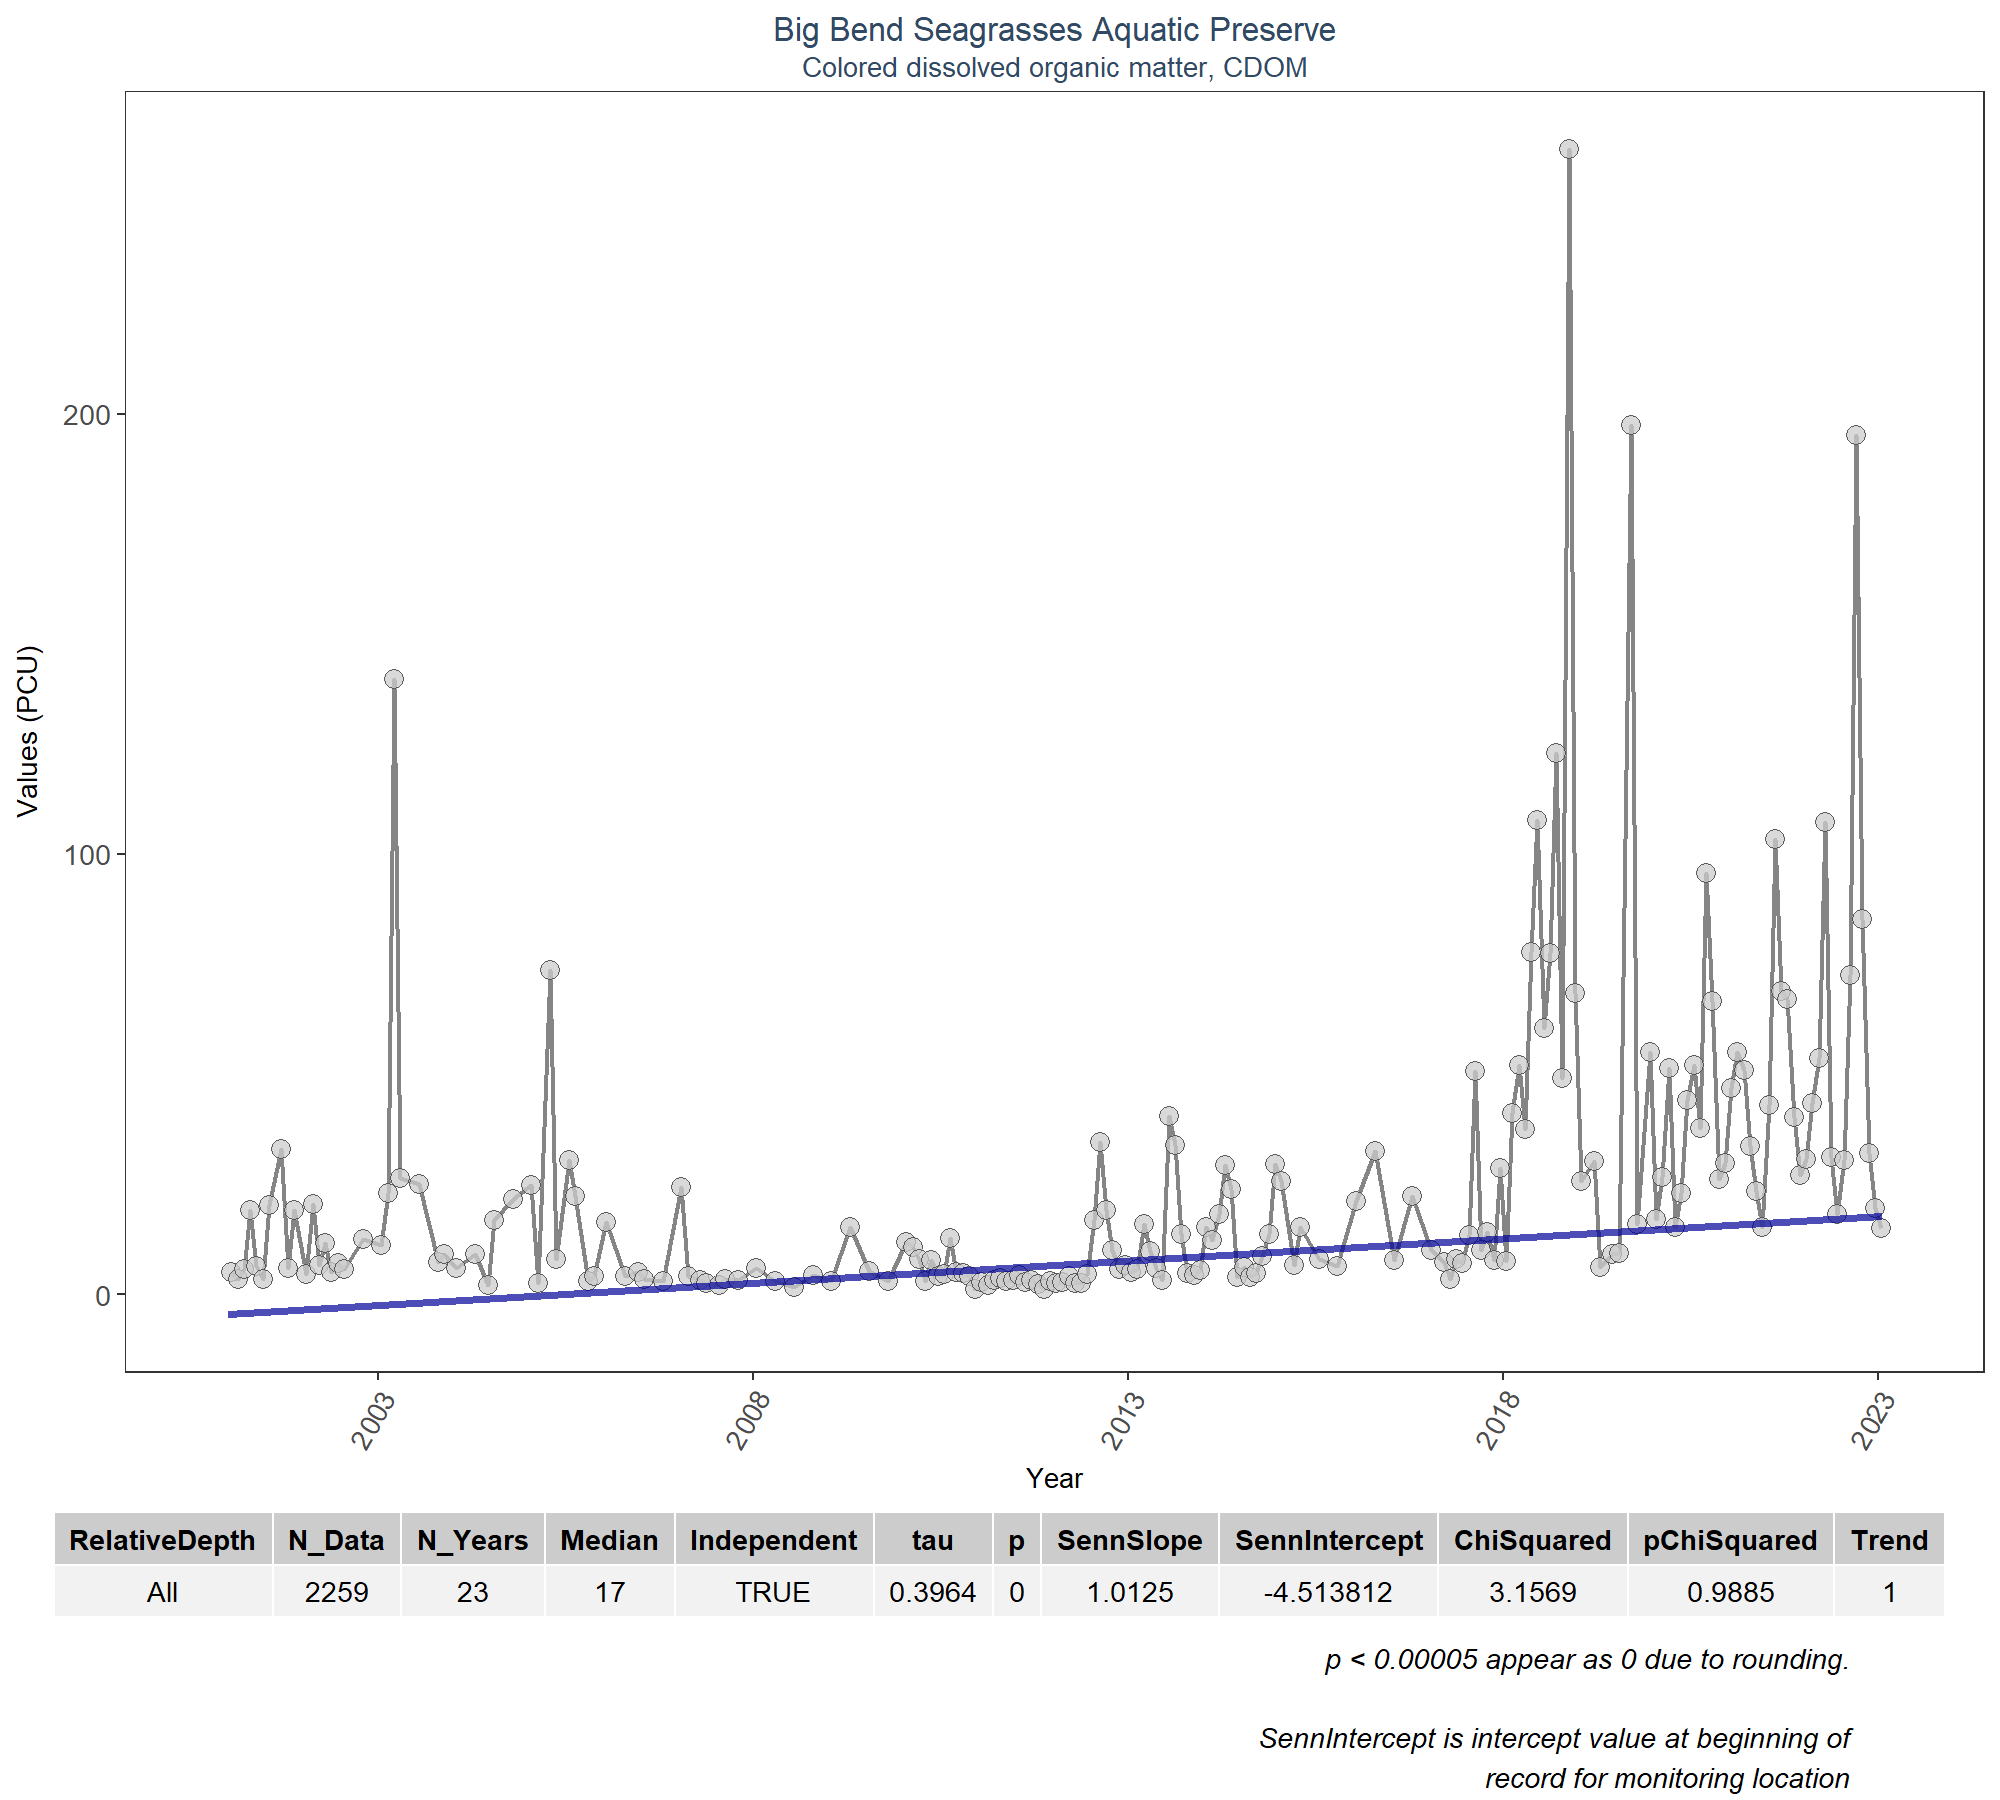 Big Bend Seagrasses Aquatic Preserve
Colored dissolved organic matter, CDOM
Values (PCU)
200
100
0
2003
2008
2013
2018
2023
Year
RelativeDepth N_Data N_Years Median Independent tau p SennSlope SennIntercept ChiSquared pChiSquared Trend
All 2259 23 17 TRUE 0.3964 0 1.0125 -4.513812 3.1569 0.9885 1
p < 0.00005 appear as 0 due to rounding.
SennIntercept is intercept value at beginning of
record for monitoring location